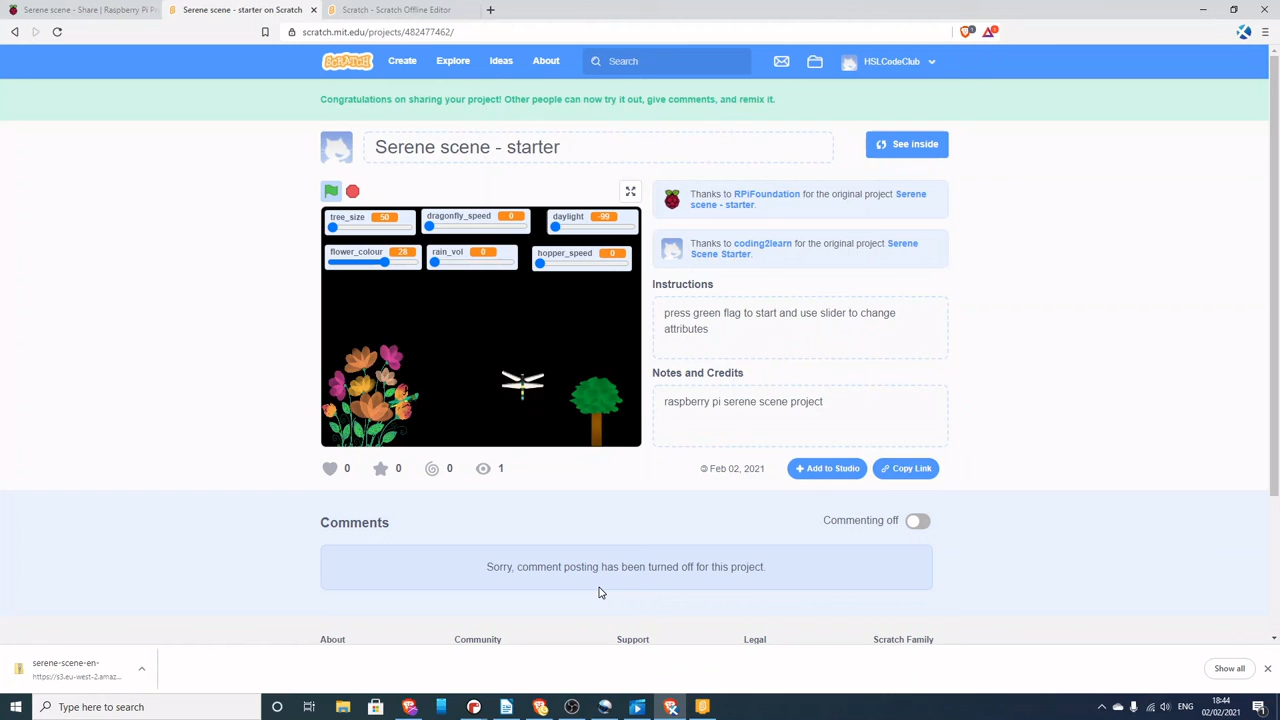 Serene scene - Share | Raspberry Pi P
Serene scene - starter on Scratch
Scratch - Scratch Offline Editor
scratch.mit.edu/projects/482477462/
SCRATCH
Create
Explore
Ideas
About
Search
HSLCodeClub
Congratulations on sharing your project! Other people can now try it out, give comments, and remix it.
Serene scene - starter
See inside
tree_size 50
dragonfly_speed 0
daylight -99
flower_colour 28
rain_vol 0
hopper_speed 0
Thanks to RPiFoundation for the original project Serene
scene - starter.
Thanks to coding2learn for the original project Serene
Scene Starter.
Instructions
press green flag to start and use slider to change
attributes
Notes and Credits
raspberry pi serene scene project
0
0
0
1
© Feb 02, 2021
Add to Studio
Copy Link
Comments
Commenting off
Sorry, comment posting has been turned off for this project.
About
Community
Support
Legal
Scratch Family
serene-scene-en-
https://s3.eu-west-2.amaz...
Show all
Type here to search
ENG
18:44
02/02/2021